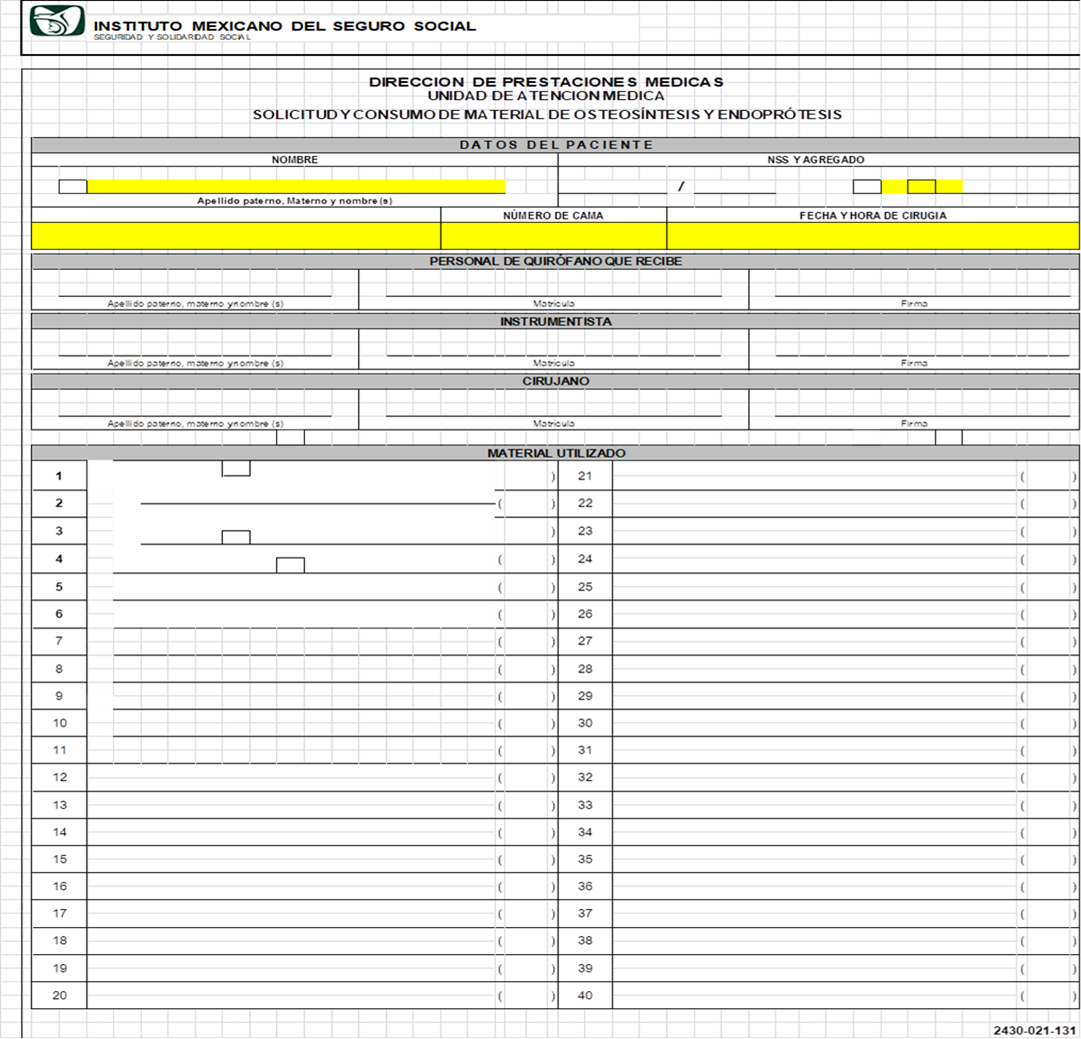 INSTITUTO MEXICANO DEL SEGURO SOCIAL
SEGURIDAD Y SOLIDARIDAD SOCIAL
DIRECCION DE PRESTACIONES MEDICAS
UNIDAD DE ATENCION MEDICA
SOLICITUD Y CONSUMO DE MATERIAL DE OSTEOSÍNTESIS Y ENDOPRÓTESIS
DATOS DEL PACIENTE
NOMBRE NSS Y AGREGADO
/
Apellido paterno, Materno y nombre (s)
NÚMERO DE CAMA FECHA Y HORA DE CIRUGIA
PERSONAL DE QUIRÓFANO QUE RECIBE
Apellido paterno, materno y nombre (s) Matricula Firma
INSTRUMENTISTA
Apellido paterno, materno y nombre (s) Matricula Firma
CIRUJANO
Apellido paterno, materno y nombre (s) Matricula Firma
MATERIAL UTILIZADO
1 ) 21 ( )
2 ( ) 22 ( )
3 ) 23 ( )
4 ( ) 24 ( )
5 ( ) 25 ( )
6 ( ) 26 ( )
7 ( ) 27 ( )
8 ( ) 28 ( )
9 ( ) 29 ( )
10 ( ) 30 ( )
11 ( ) 31 ( )
12 ( ) 32 ( )
13 ( ) 33 ( )
14 ( ) 34 ( )
15 ( ) 35 ( )
16 ( ) 36 ( )
17 ( ) 37 ( )
18 ( ) 38 ( )
19 ( ) 39 ( )
20 ( ) 40 ( )
2430-021-131